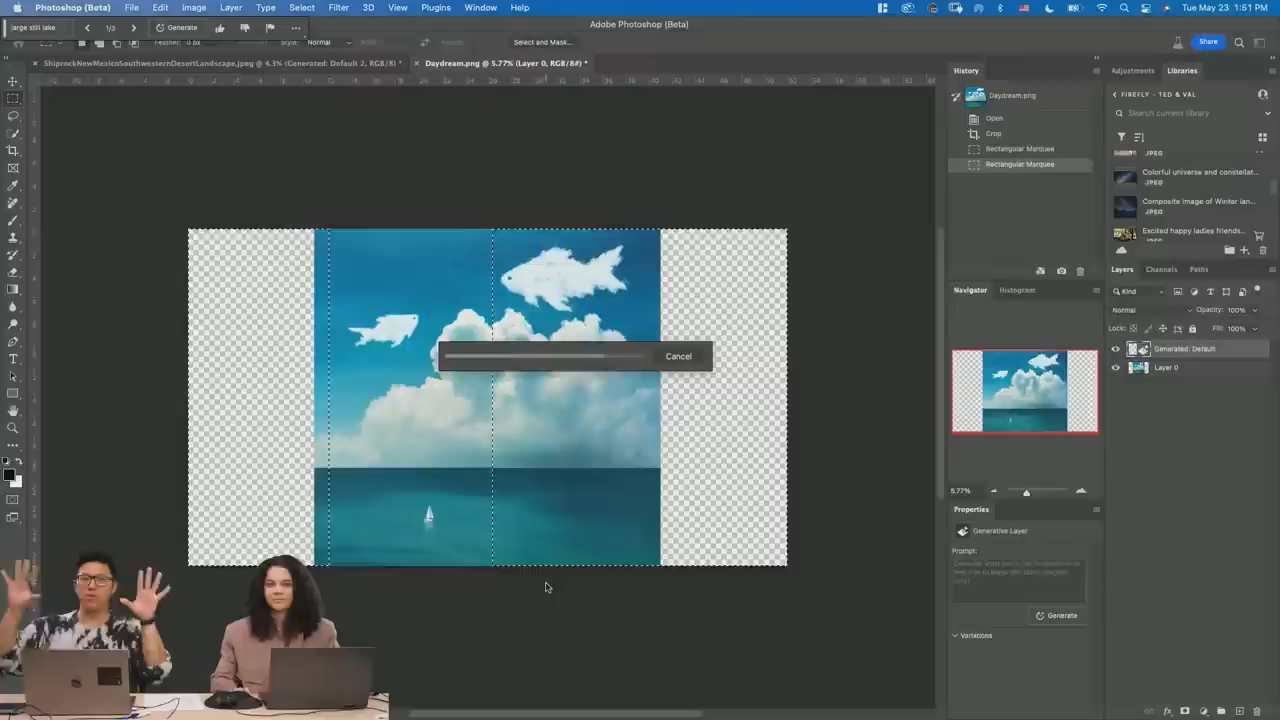 Photoshop (Beta) File Edit Image Layer Type Select Filter 3D View Plugins Window Help
Tue May 23 1:51 PM
large still lake
1/3
Generate
Adobe Photoshop (Beta)
Feather: 0 px
Style: Normal
Select and Mask...
Share
ShiprockNewMexicoSouthwesternDesertLandscape.jpeg @ 4.3% (Generated: Default 2, RGB/8) *
Daydream.png @ 5.77% (Layer 0, RGB/8#) *
History
Daydream.png
Open
Crop
Rectangular Marquee
Rectangular Marquee
Adjustments Libraries
FIREFLY - TED & VAL
Search current library
JPEG
Colorful universe and constellat...
JPEG
Composite image of Winter lan...
JPEG
Excited happy ladies friends...
JPEG
Layers Channels Paths
Kind
Normal
Opacity: 100%
Lock:
Fill: 100%
Generated: Default
Layer 0
Navigator Histogram
5.77%
Cancel
Properties
Generative Layer
Prompt:
Generate
Variations